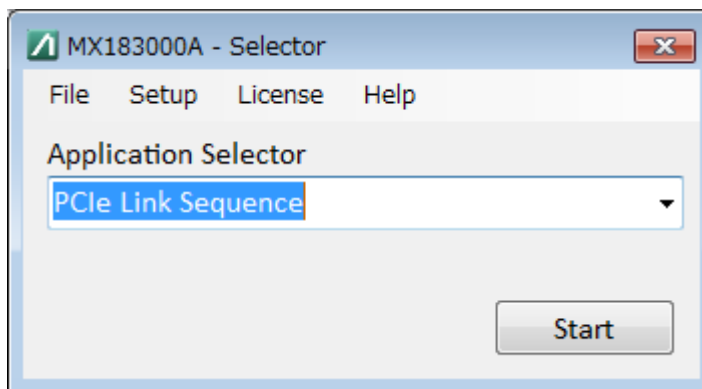 MX183000A - Selector
File Setup License Help
Application Selector
PCIe Link Sequence
Start